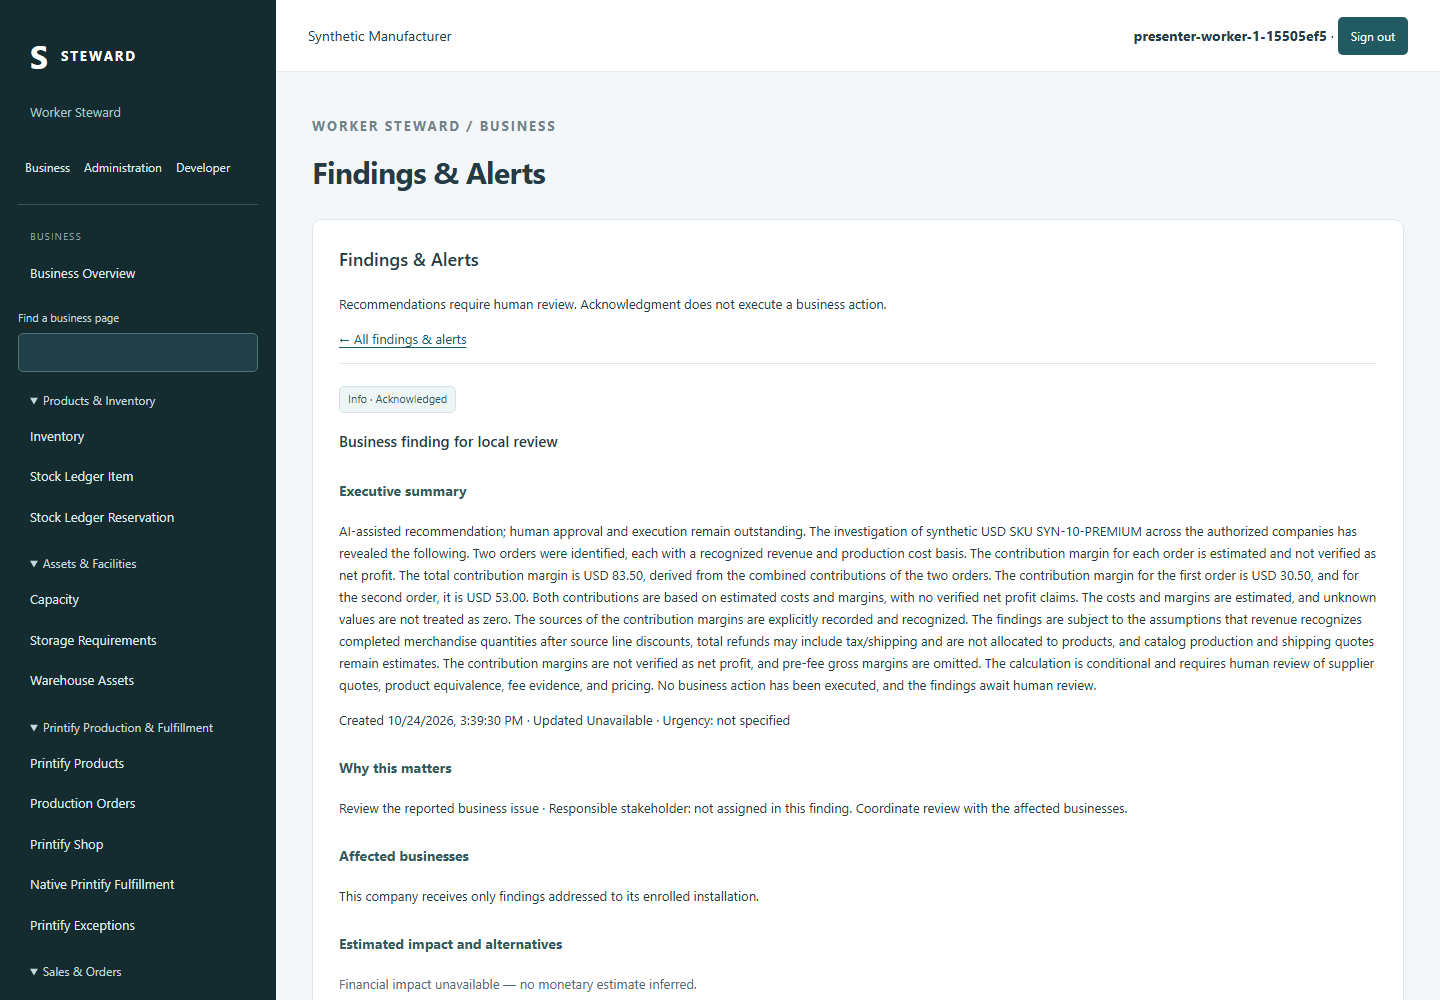 S STEWARD
Worker Steward
Business Administration Developer
BUSINESS
Business Overview
Find a business page
▼ Products & Inventory
Inventory
Stock Ledger Item
Stock Ledger Reservation
▼ Assets & Facilities
Capacity
Storage Requirements
Warehouse Assets
▼ Printify Production & Fulfillment
Printify Products
Production Orders
Printify Shop
Native Printify Fulfillment
Printify Exceptions
▼ Sales & Orders
Synthetic Manufacturer
presenter-worker-1-15505ef5 · Sign out
WORKER STEWARD / BUSINESS
Findings & Alerts
Findings & Alerts
Recommendations require human review. Acknowledgment does not execute a business action.
← All findings & alerts
Info · Acknowledged
Business finding for local review
Executive summary
AI-assisted recommendation; human approval and execution remain outstanding. The investigation of synthetic USD SKU SYN-10-PREMIUM across the authorized companies has
revealed the following. Two orders were identified, each with a recognized revenue and production cost basis. The contribution margin for each order is estimated and not verified as
net profit. The total contribution margin is USD 83.50, derived from the combined contributions of the two orders. The contribution margin for the first order is USD 30.50, and for
the second order, it is USD 53.00. Both contributions are based on estimated costs and margins, with no verified net profit claims. The costs and margins are estimated, and unknown
values are not treated as zero. The sources of the contribution margins are explicitly recorded and recognized. The findings are subject to the assumptions that revenue recognizes
completed merchandise quantities after source line discounts, total refunds may include tax/shipping and are not allocated to products, and catalog production and shipping quotes
remain estimates. The contribution margins are not verified as net profit, and pre-fee gross margins are omitted. The calculation is conditional and requires human review of supplier
quotes, product equivalence, fee evidence, and pricing. No business action has been executed, and the findings await human review.
Created 10/24/2026, 3:39:30 PM · Updated Unavailable · Urgency: not specified
Why this matters
Review the reported business issue · Responsible stakeholder: not assigned in this finding. Coordinate review with the affected businesses.
Affected businesses
This company receives only findings addressed to its enrolled installation.
Estimated impact and alternatives
Financial impact unavailable — no monetary estimate inferred.